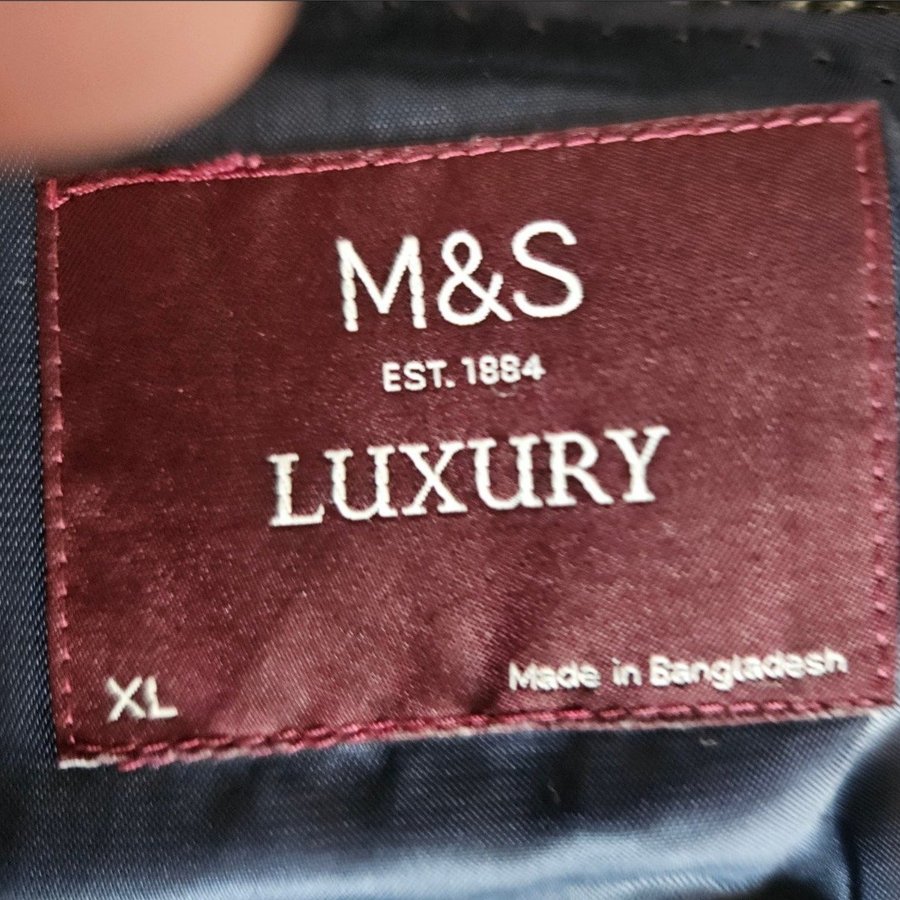 M&S
EST. 1884
LUXURY
XL
Made in Bangladesh